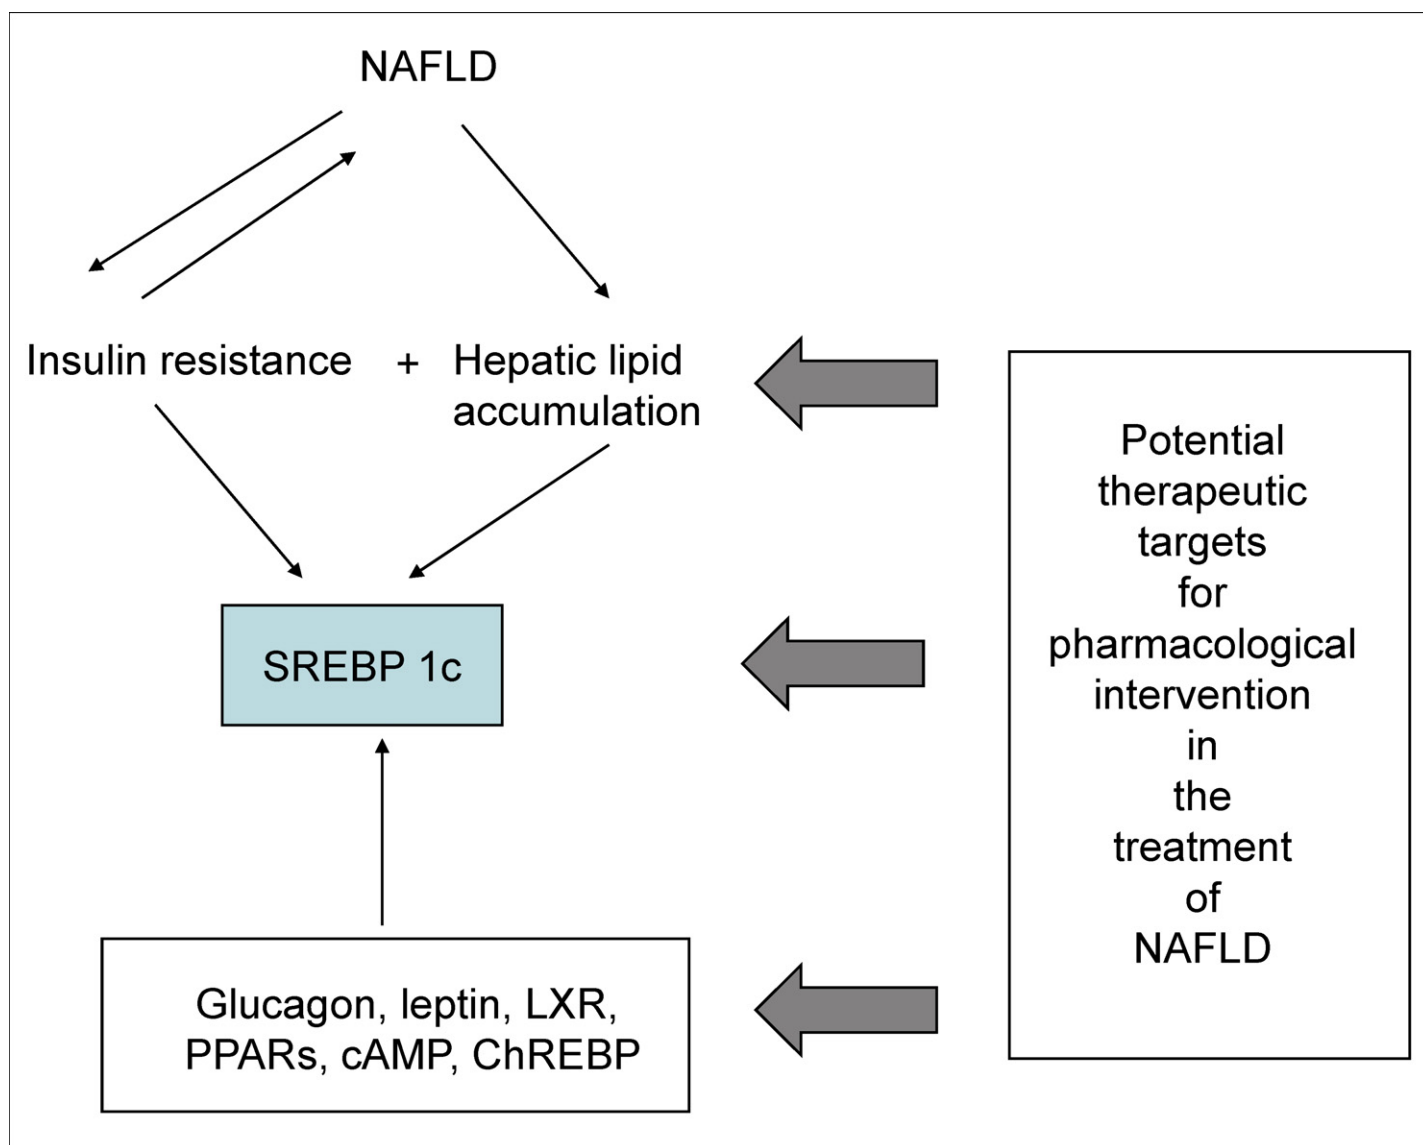 NAFLD
Insulin resistance + Hepatic lipid
accumulation
SREBP 1c
Glucagon, leptin, LXR,
PPARs, cAMP, ChREBP
Potential
therapeutic
targets
for
pharmacological
intervention
in
the
treatment
of
NAFLD